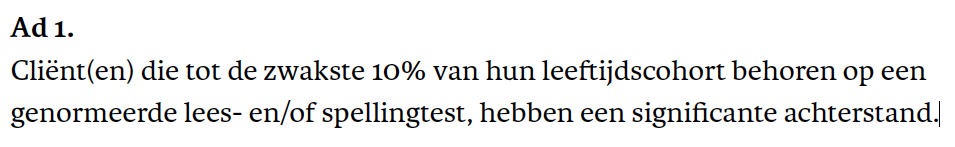 Ad 1.
Cliënt(en) die tot de zwakste 10% van hun leeftijdscohort behoren op een
genormeerde lees- en/of spellingtest, hebben een significante achterstand.